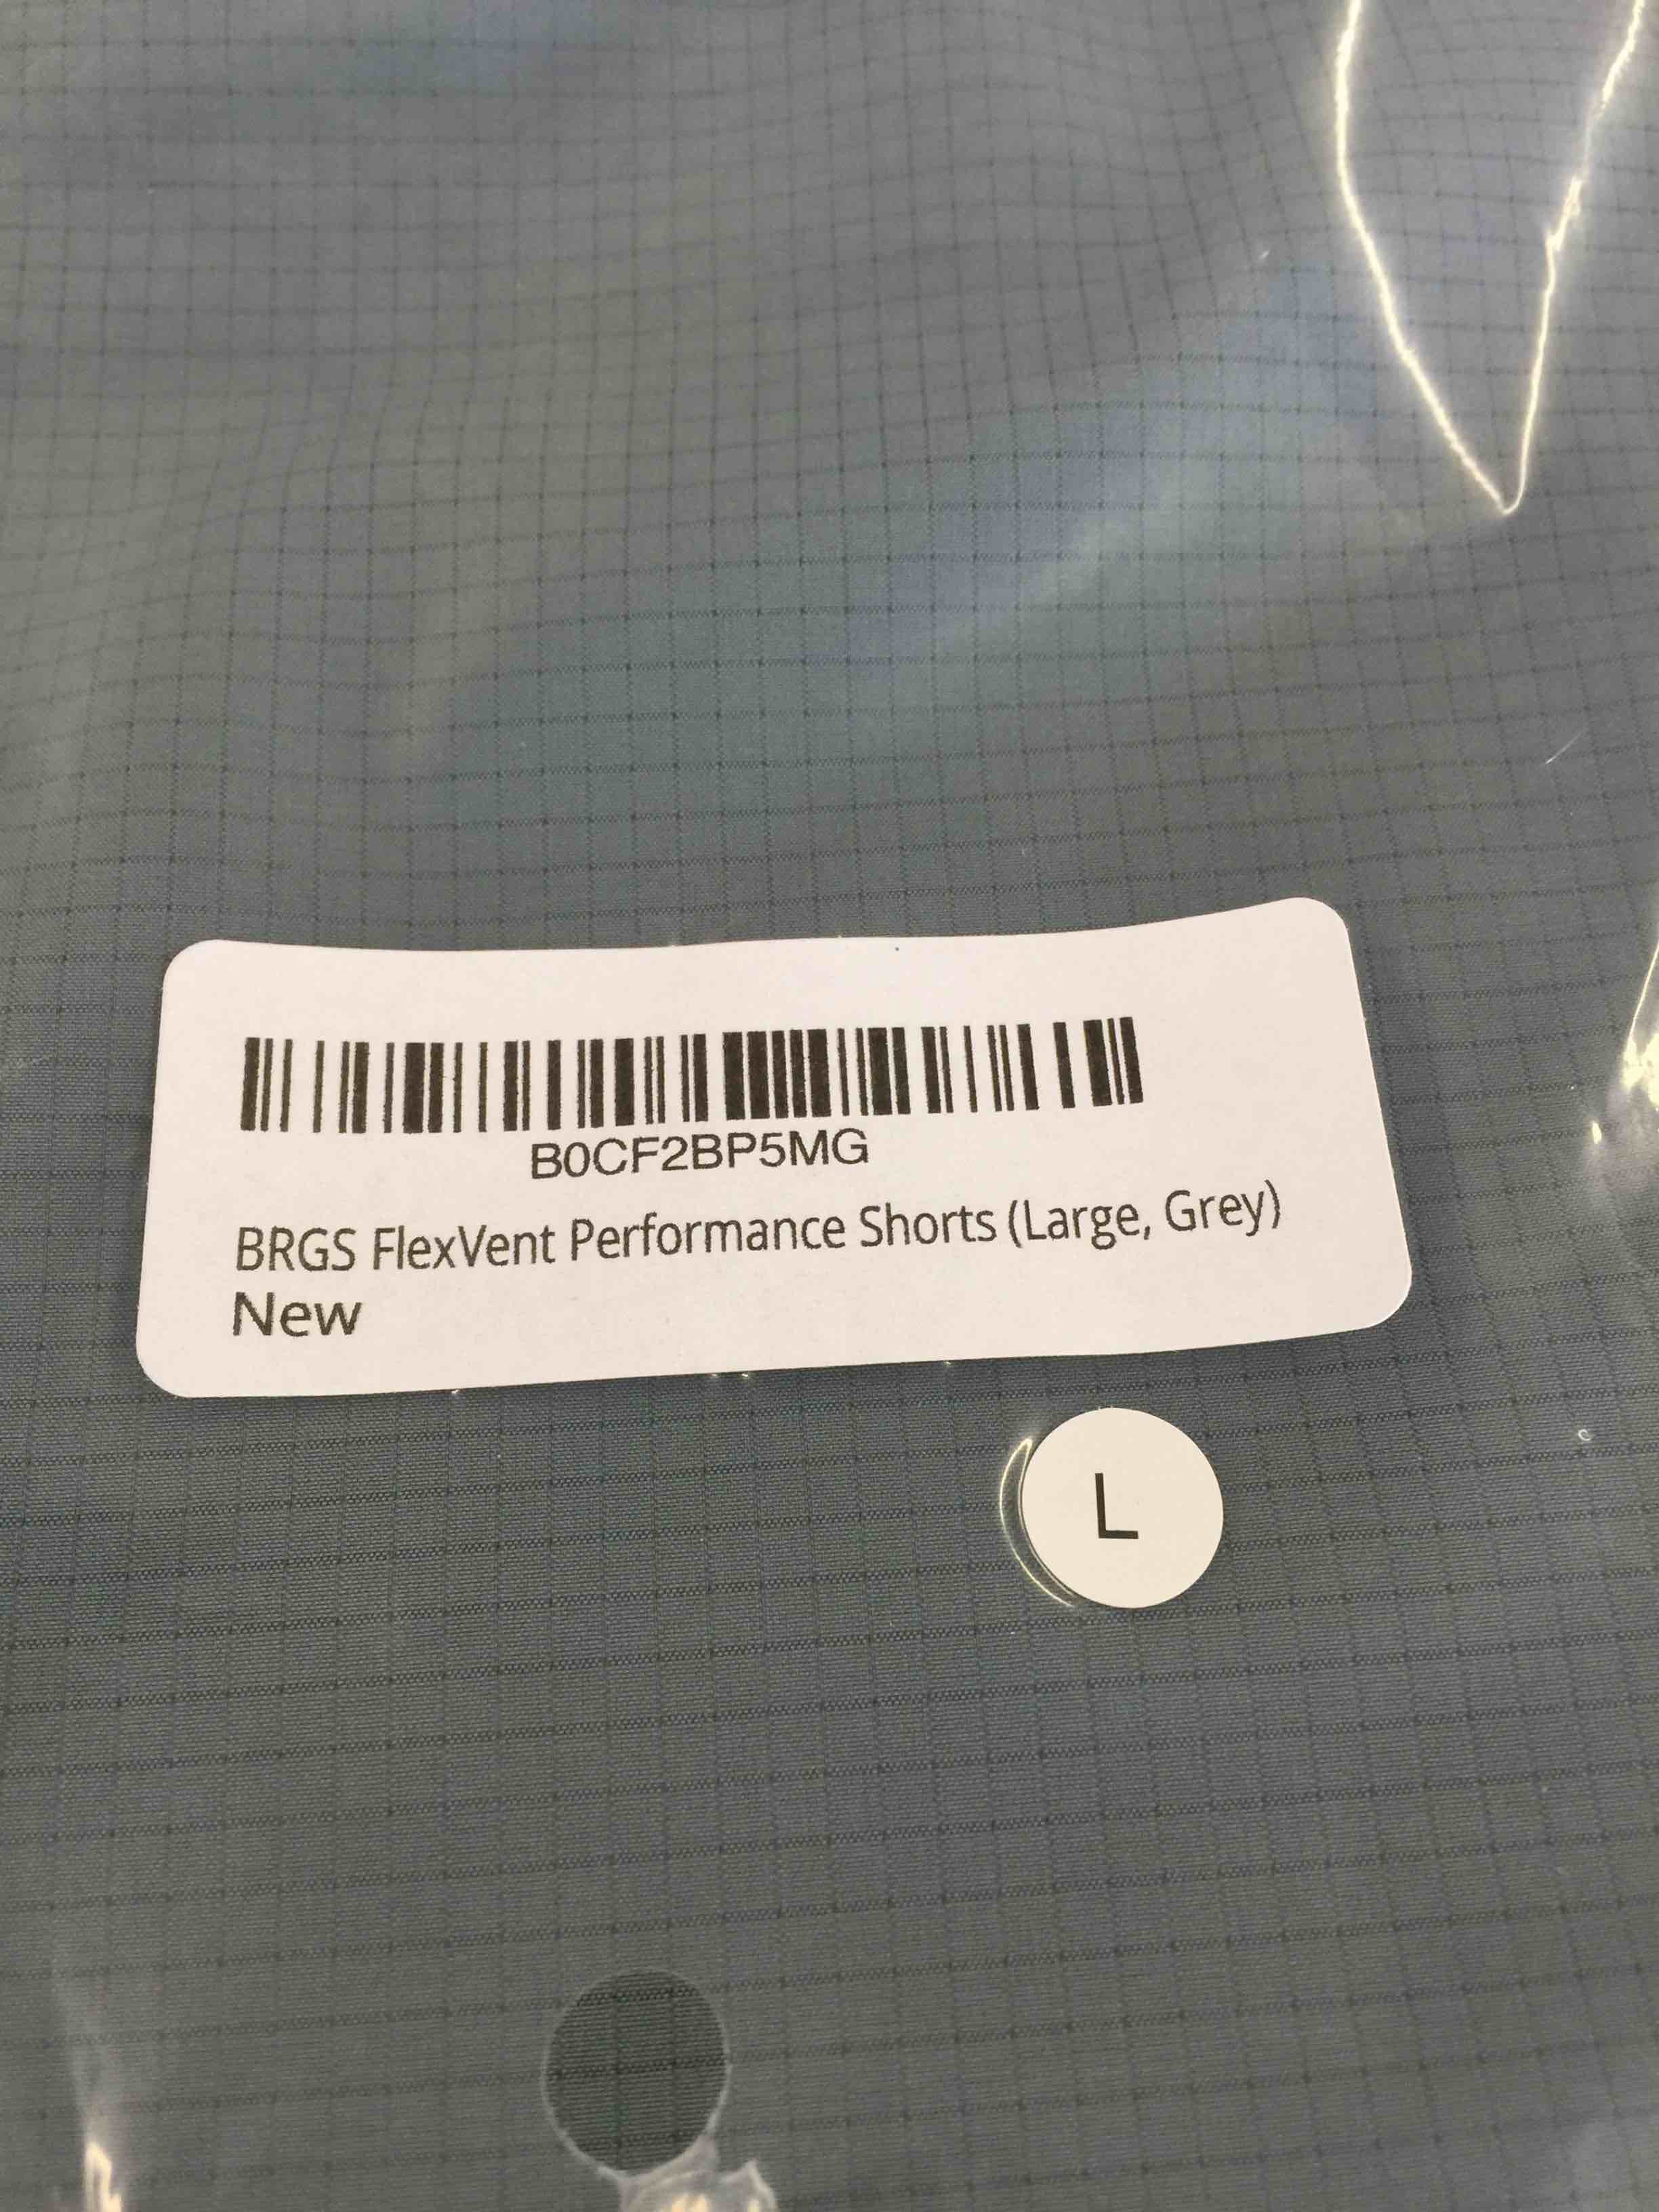 B0CF2BP5MG
BRGS FlexVent Performance Shorts (Large, Grey)
New
L